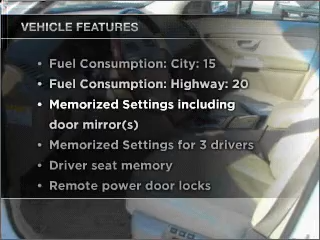 VEHICLE FEATURES
• Fuel Consumption: City: 15
• Fuel Consumption: Highway: 20
• Memorized Settings including
door mirror(s)
• Memorized Settings for 3 drivers
• Driver seat memory
• Remote power door locks